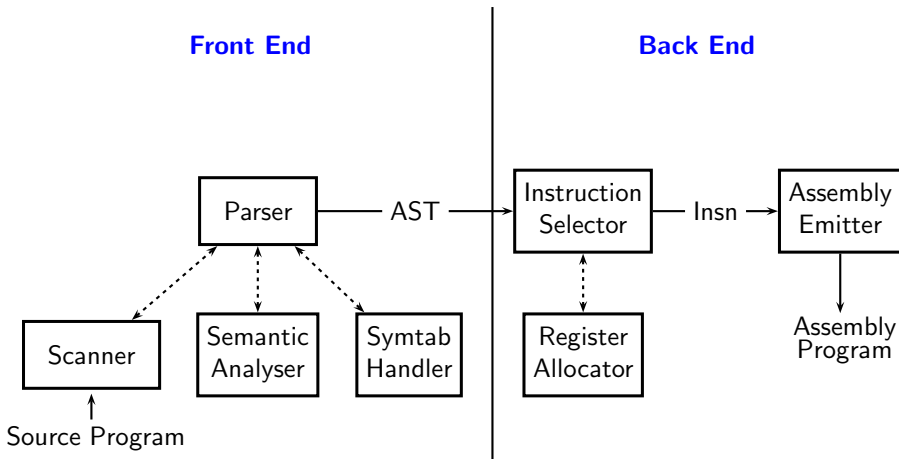 Front End
Back End
Parser
AST
Instruction
Selector
Insn
Assembly
Emitter
Scanner
Semantic
Analyser
Symtab
Handler
Register
Allocator
Assembly
Program
Source Program